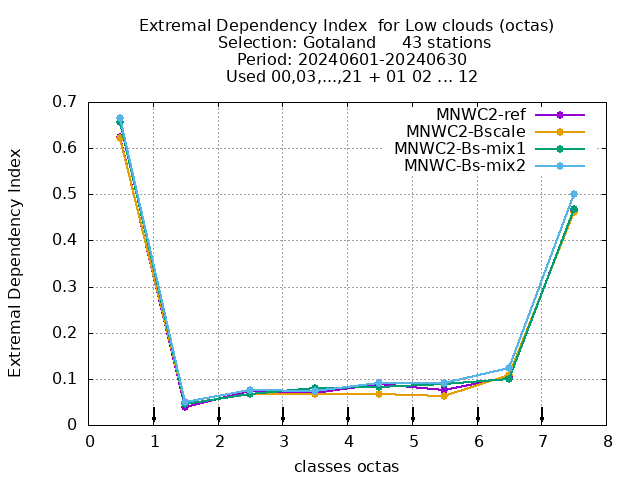 Extremal Dependency Index  for Low clouds (octas)
Selection: Gotaland     43 stations
Period: 20240601-20240630
Used 00,03,...,21 + 01 02 ... 12
MNWC2-ref
MNWC2-Bscale
MNWC2-Bs-mix1
MNWC-Bs-mix2
Extremal Dependency Index
0.7
0.6
0.5
0.4
0.3
0.2
0.1
0
0 1 2 3 4 5 6 7 8
classes octas